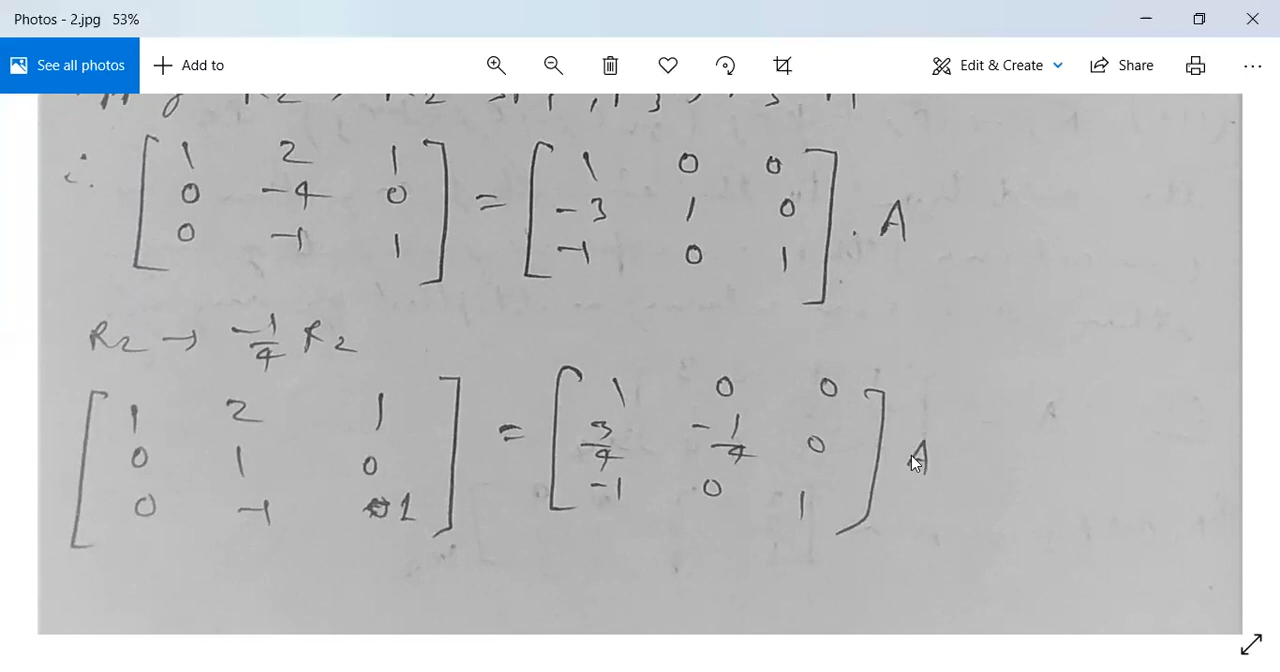 Photos - 2.jpg 53%
See all photos
Add to
Edit & Create
Share
∴ [ 1 2 1 ] = [ 1 0 0 ] . A
[ 0 -4 0 ] [ -3 1 0 ]
[ 0 -1 1 ] [ -1 0 1 ]
R2 → -1/4 R2
[ 1 2 1 ] = [ 1 0 0 ] A
[ 0 1 0 ] [ 3/4 -1/4 0 ]
[ 0 -1 1 ] [ -1 0 1 ]